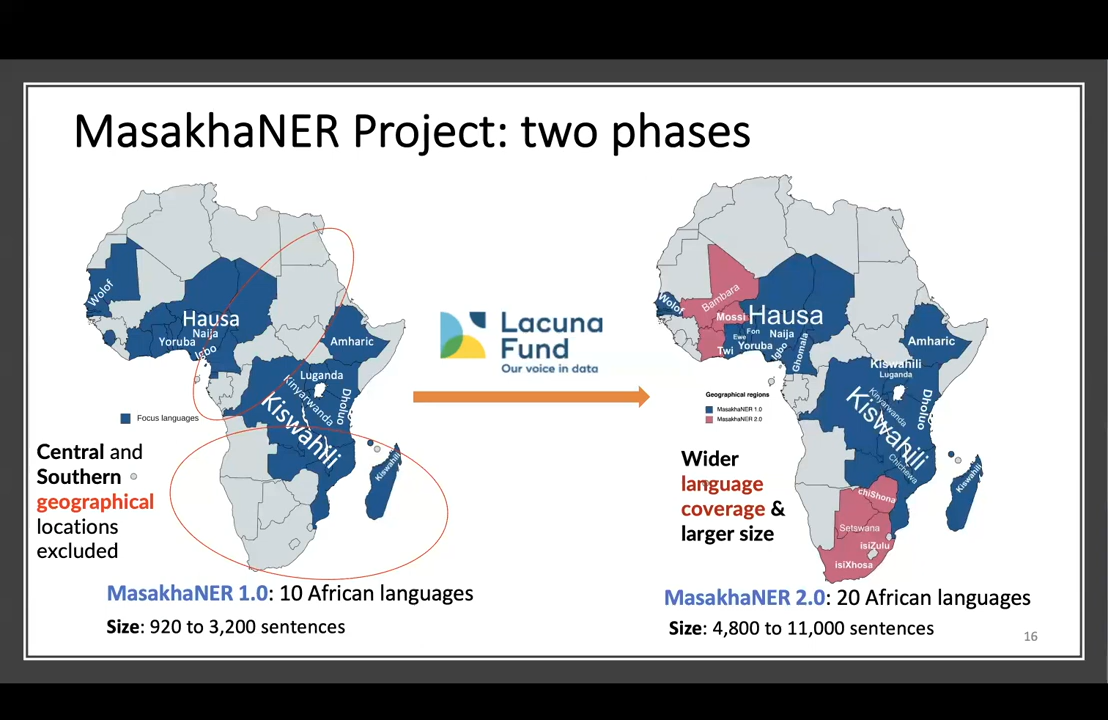 MasakhaNER Project: two phases
Wolof
Hausa
Naija
Yoruba
Igbo
Amharic
Luganda
Kinyarwanda
Dholuo
Kiswahili
Kiswahili
Focus languages
Central and
Southern
geographical
locations
excluded
MasakhaNER 1.0: 10 African languages
Size: 920 to 3,200 sentences
Lacuna
Fund
Our voice in data
Wolof
Bambara
Mossi
Hausa
Fon
Naija
Ewe
Yoruba
Twi
Igbo
Ghomala
Amharic
Kiswahili
Luganda
Kinyarwanda
Dholuo
Kiswahili
Chichewa
Kiswahili
chiShona
Setswana
isiZulu
isiXhosa
Geographical regions
MasakhaNER 1.0
MasakhaNER 2.0
Wider
language
coverage &
larger size
MasakhaNER 2.0: 20 African languages
Size: 4,800 to 11,000 sentences
16